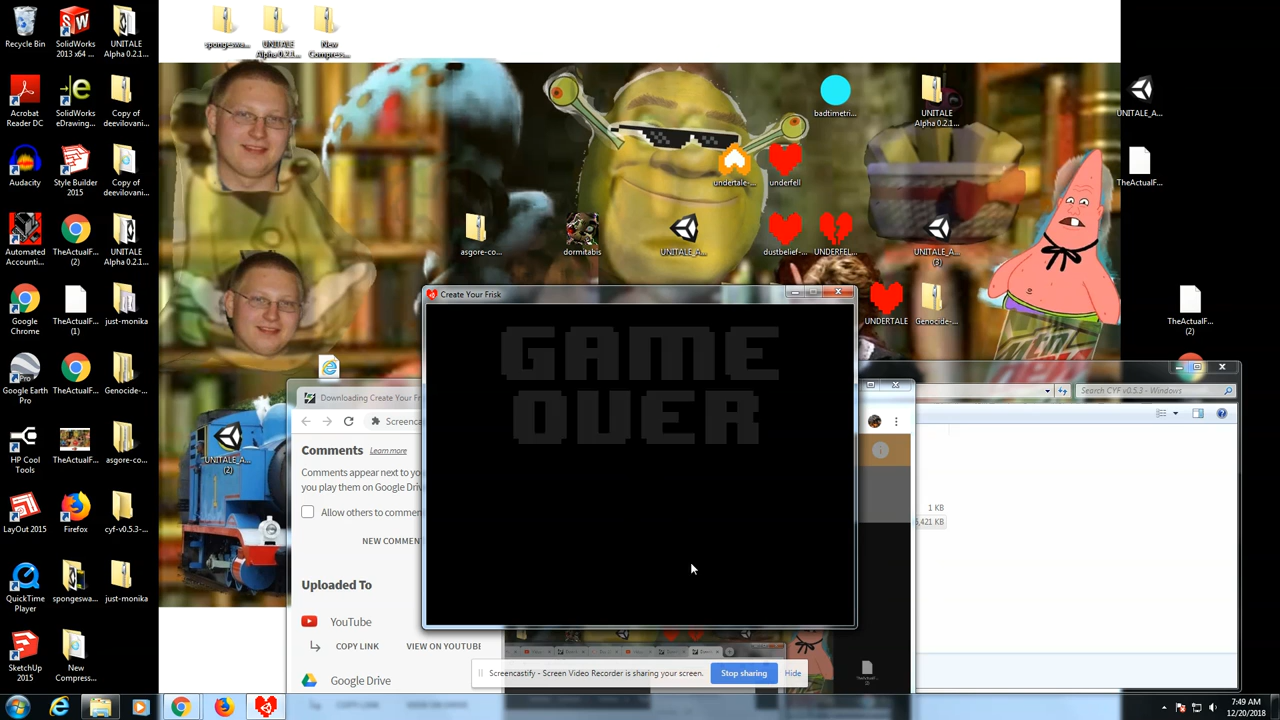 Recycle Bin
SolidWorks
2013 x64 ...
UNITALE
Alpha 0.2.1...
spongeswa...
UNITALE
Alpha 0.2.1...
New
Compress...
Acrobat
Reader DC
SolidWorks
eDrawing...
Copy of
deevilovani...
badtimetri...
UNITALE
Alpha 0.2.1...
UNITALE_A...
Audacity
Style Builder
2015
Copy of
deevilovani...
undertale-...
underfell
TheActualF...
Automated
Accounti...
TheActualF...
(2)
UNITALE
Alpha 0.2.1...
asgore-co...
dormitabis
UNITALE_A...
dustbelief-...
UNDERFEL...
UNITALE_A...
(3)
Google
Chrome
TheActualF...
(1)
just-monika
Create Your Frisk
UNDERTALE
Genocide-...
TheActualF...
(2)
GAME
OVER
Google Earth
Pro
TheActualF...
Genocide-...
Downloading Create Your Fri
Search CYF v0.5.3 - Windows
Screenca
HP Cool
Tools
TheActualF...
asgore-co...
UNITALE_A...
(2)
Comments Learn more
Comments appear next to you
you play them on Google Driv
LayOut 2015
Firefox
cyf-v0.5.3-...
Allow others to commen
1 KB
5,421 KB
NEW COMMEN
QuickTime
Player
spongeswa...
just-monika
Uploaded To
YouTube
COPY LINK
VIEW ON YOUTUBE
SketchUp
2015
New
Compress...
Google Drive
Screencastify - Screen Video Recorder is sharing your screen.
Stop sharing
Hide
7:49 AM
12/20/2018